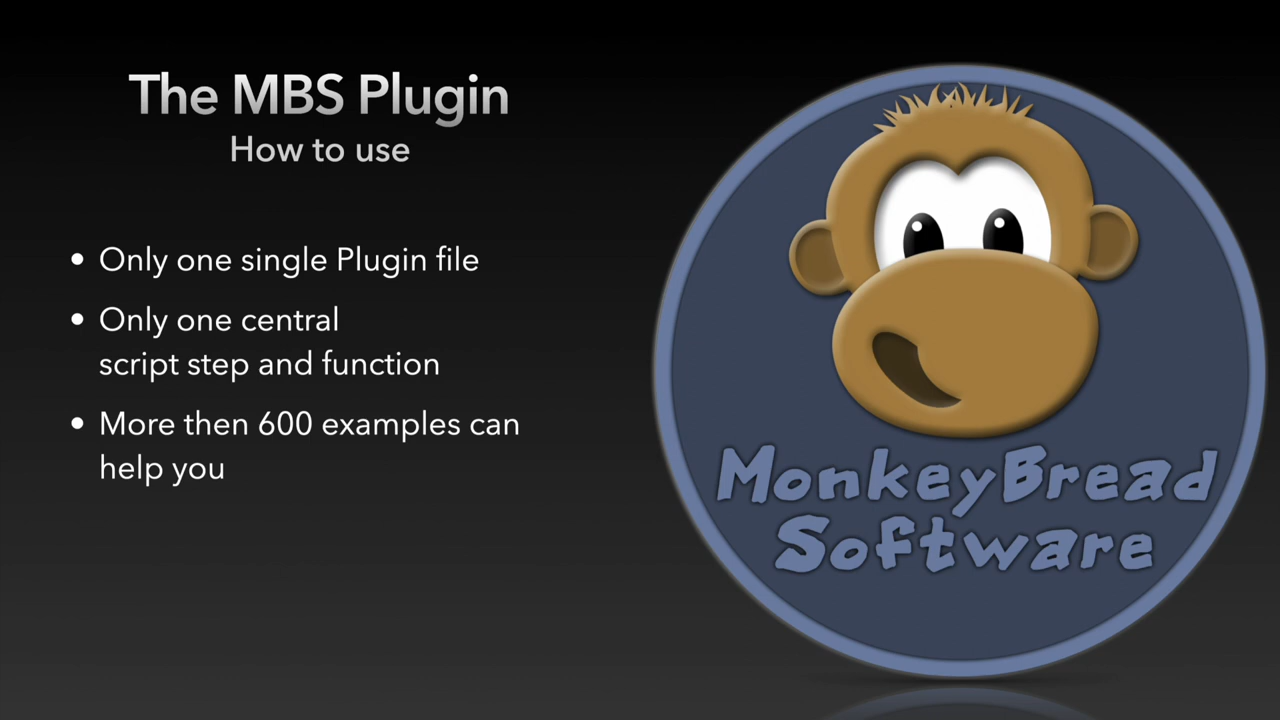 The MBS Plugin
How to use
• Only one single Plugin file
• Only one central
script step and function
• More then 600 examples can
help you
MonkeyBread
Software